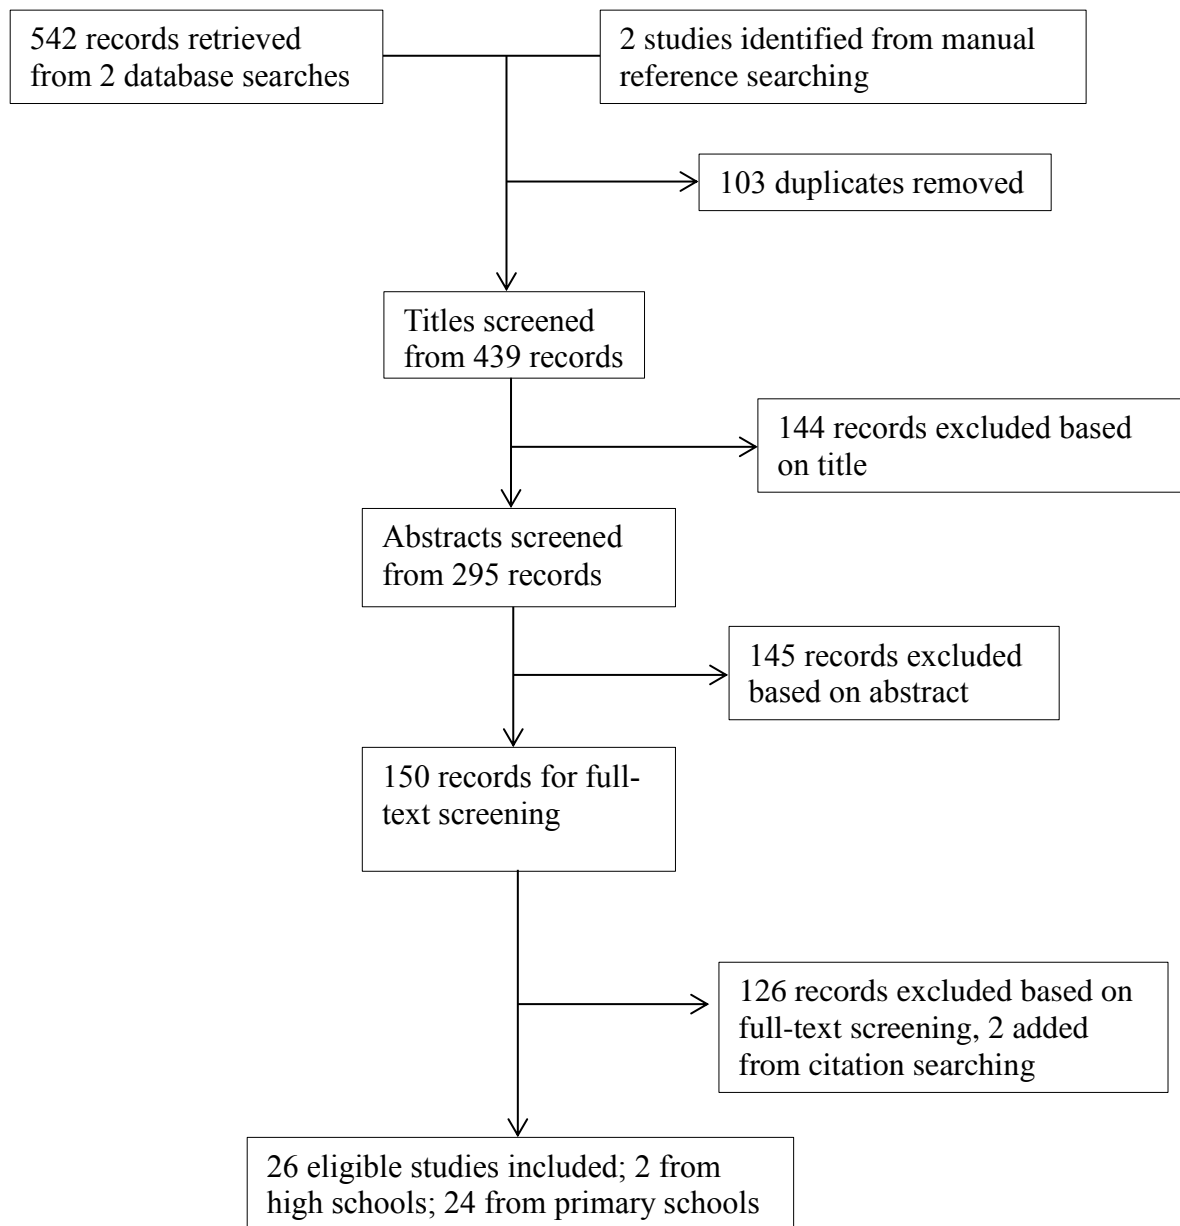 542 records retrieved
from 2 database searches
2 studies identified from manual
reference searching
103 duplicates removed
Titles screened
from 439 records
144 records excluded based
on title
Abstracts screened
from 295 records
145 records excluded
based on abstract
150 records for full-
text screening
126 records excluded based on
full-text screening, 2 added
from citation searching
26 eligible studies included; 2 from
high schools; 24 from primary schools